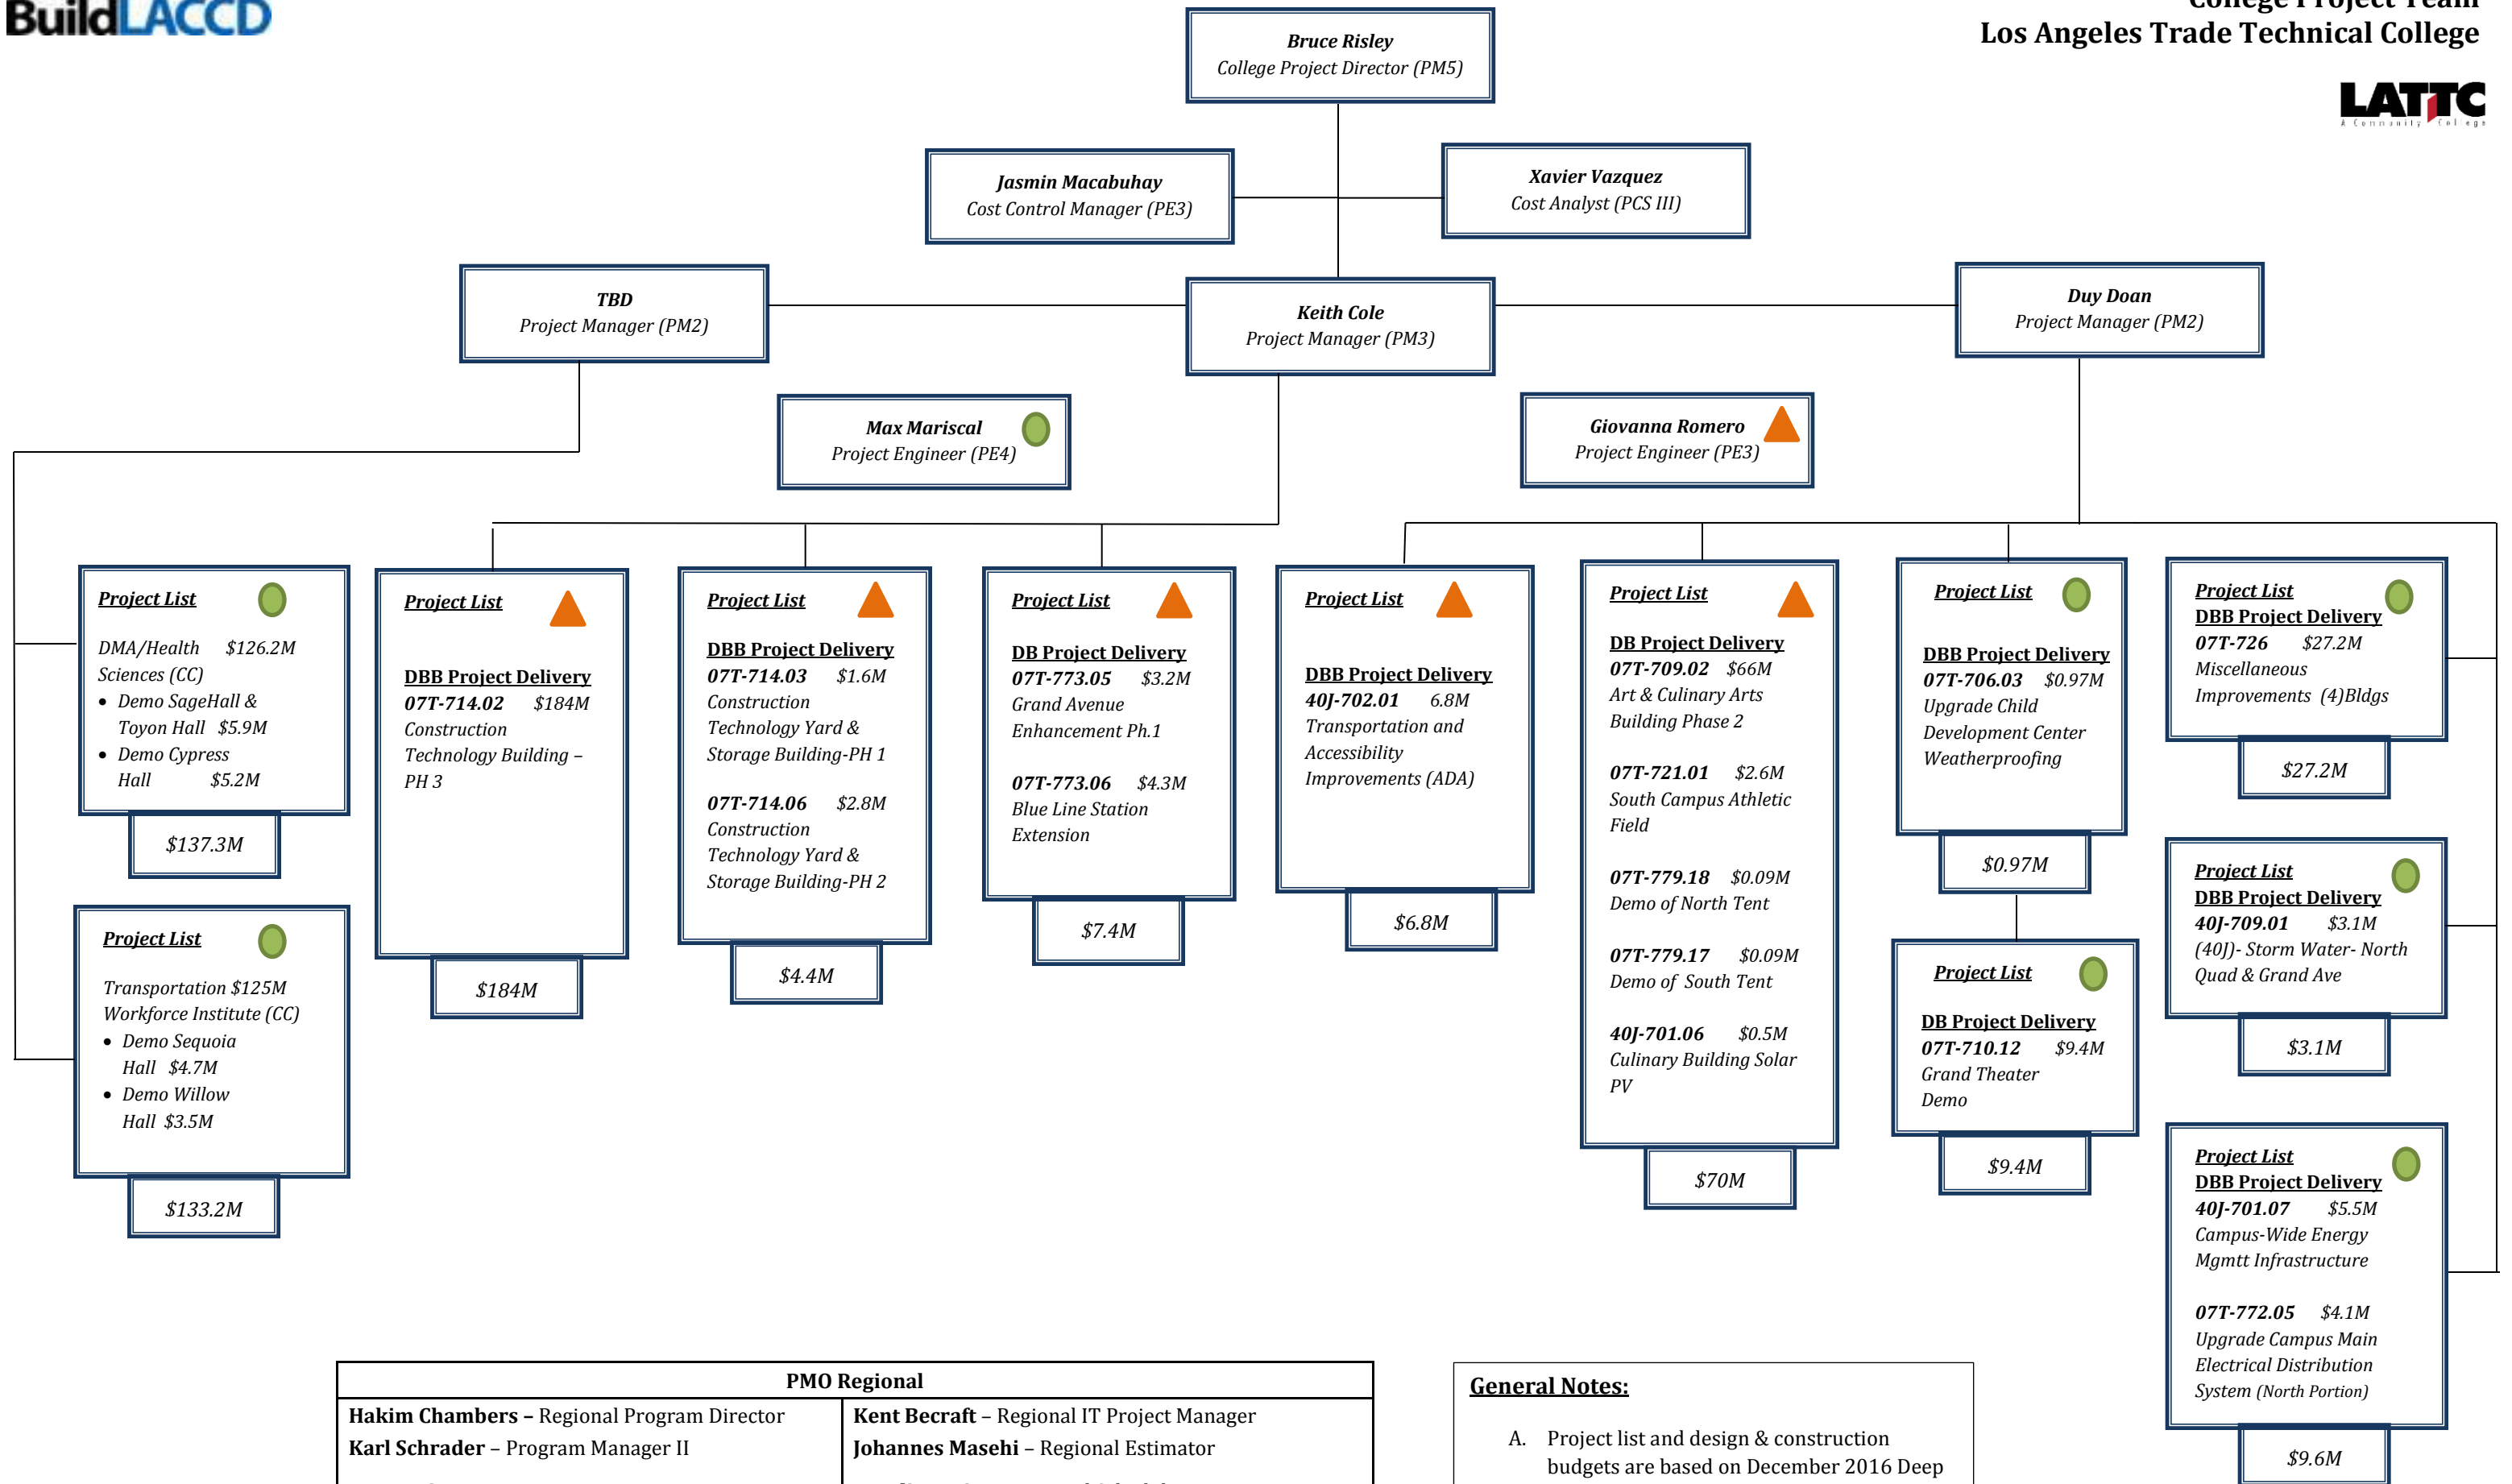 BuildLACCD
College Project Team
Los Angeles Trade Technical College
LATTC
A Community College
Bruce Risley
College Project Director (PM5)
Jasmin Macabuhay
Cost Control Manager (PE3)
Xavier Vazquez
Cost Analyst (PCS III)
TBD
Project Manager (PM2)
Keith Cole
Project Manager (PM3)
Duy Doan
Project Manager (PM2)
Max Mariscal
Project Engineer (PE4)
Giovanna Romero
Project Engineer (PE3)
Project List
DMA/Health $126.2M
Sciences (CC)
• Demo SageHall &
Toyon Hall $5.9M
• Demo Cypress
Hall $5.2M
$137.3M
Project List
Transportation $125M
Workforce Institute (CC)
• Demo Sequoia
Hall $4.7M
• Demo Willow
Hall $3.5M
$133.2M
Project List
DBB Project Delivery
07T-714.02 $184M
Construction
Technology Building –
PH 3
$184M
Project List
DBB Project Delivery
07T-714.03 $1.6M
Construction
Technology Yard &
Storage Building-PH 1
07T-714.06 $2.8M
Construction
Technology Yard &
Storage Building-PH 2
$4.4M
Project List
DB Project Delivery
07T-773.05 $3.2M
Grand Avenue
Enhancement Ph.1
07T-773.06 $4.3M
Blue Line Station
Extension
$7.4M
Project List
DBB Project Delivery
40J-702.01 6.8M
Transportation and
Accessibility
Improvements (ADA)
$6.8M
Project List
DB Project Delivery
07T-709.02 $66M
Art & Culinary Arts
Building Phase 2
07T-721.01 $2.6M
South Campus Athletic
Field
07T-779.18 $0.09M
Demo of North Tent
07T-779.17 $0.09M
Demo of South Tent
40J-701.06 $0.5M
Culinary Building Solar
PV
$70M
Project List
DBB Project Delivery
07T-706.03 $0.97M
Upgrade Child
Development Center
Weatherproofing
$0.97M
Project List
DB Project Delivery
07T-710.12 $9.4M
Grand Theater
Demo
$9.4M
Project List
DBB Project Delivery
07T-726 $27.2M
Miscellaneous
Improvements (4)Bldgs
$27.2M
Project List
DBB Project Delivery
40J-709.01 $3.1M
(40J)- Storm Water- North
Quad & Grand Ave
$3.1M
Project List
DBB Project Delivery
40J-701.07 $5.5M
Campus-Wide Energy
Mgmtt Infrastructure
07T-772.05 $4.1M
Upgrade Campus Main
Electrical Distribution
System (North Portion)
$9.6M
PMO Regional
Hakim Chambers – Regional Program Director
Karl Schrader – Program Manager II
Kent Becraft – Regional IT Project Manager
Johannes Masehi – Regional Estimator
General Notes:
A. Project list and design & construction
budgets are based on December 2016 Deep